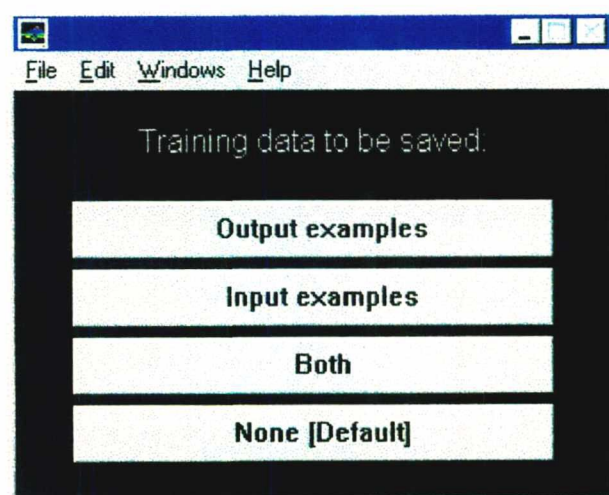 File Edit Windows Help
Training data to be saved:
Output examples
Input examples
Both
None [Default]